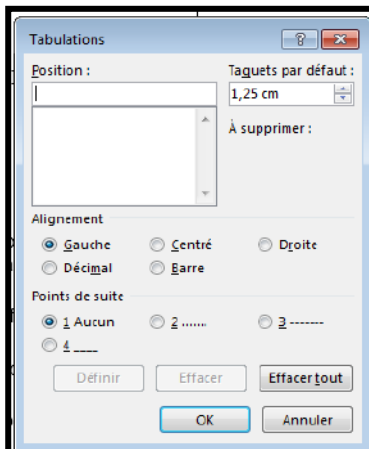 Tabulations
Position : Taquets par défaut :
1,25 cm
À supprimer :
Alignement
Gauche Centré Droite
Décimal Barre
Points de suite
1 Aucun 2 ....... 3 -------
4 ____
Définir Effacer Effacer tout
OK Annuler